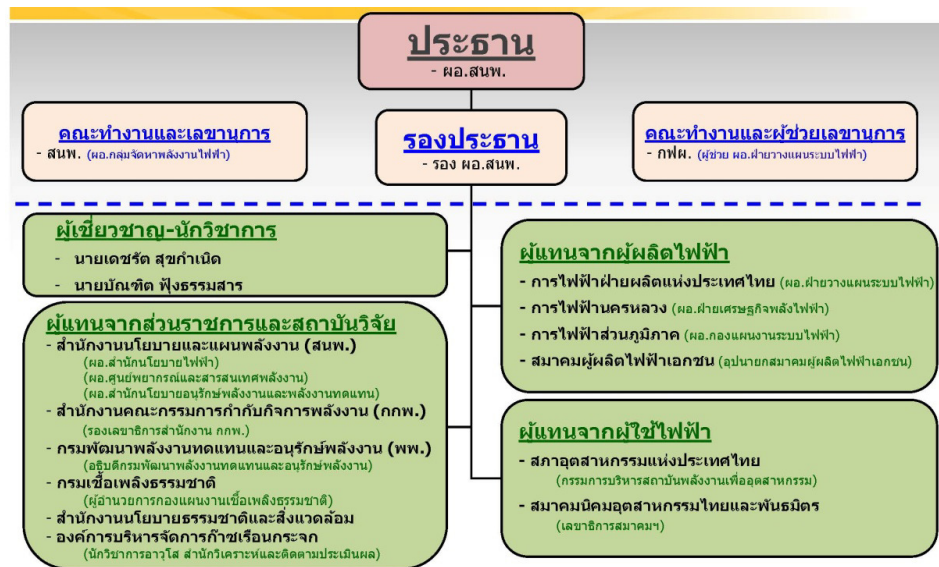 ประธาน
- ผอ.สนพ.
คณะทำงานและเลขานุการ
- สนพ. (ผอ.กลุ่มจัดหาพลังงานไฟฟ้า)
รองประธาน
- รอง ผอ.สนพ.
คณะทำงานและผู้ช่วยเลขานุการ
- กฟผ. (ผู้ช่วย ผอ.ฝ่ายวางแผนระบบไฟฟ้า)
ผู้เชี่ยวชาญ-นักวิชาการ
- นายเดชรัต สุขกำเนิด
- นายบัณฑิต ฟุ้งธรรมสาร
ผู้แทนจากส่วนราชการและสถาบันวิจัย
- สำนักงานนโยบายและแผนพลังงาน (สนพ.)
(ผอ.สำนักนโยบายไฟฟ้า)
(ผอ.ศูนย์พยากรณ์และสารสนเทศพลังงาน)
(ผอ.สำนักนโยบายอนุรักษ์พลังงานและพลังงานทดแทน)
- สำนักงานคณะกรรมการกำกับกิจการพลังงาน (กกพ.)
(รองเลขาธิการสำนักงาน กกพ.)
- กรมพัฒนาพลังงานทดแทนและอนุรักษ์พลังงาน (พพ.)
(อธิบดีกรมพัฒนาพลังงานทดแทนและอนุรักษ์พลังงาน)
- กรมเชื้อเพลิงธรรมชาติ
(ผู้อำนวยการกองแผนงานเชื้อเพลิงธรรมชาติ)
- สำนักงานนโยบายธรรมชาติและสิ่งแวดล้อม
- องค์การบริหารจัดการก๊าซเรือนกระจก
(นักวิชาการอาวุโส สำนักวิเคราะห์และติดตามประเมินผล)
ผู้แทนจากผู้ผลิตไฟฟ้า
- การไฟฟ้าฝ่ายผลิตแห่งประเทศไทย (ผอ.ฝ่ายวางแผนระบบไฟฟ้า)
- การไฟฟ้านครหลวง (ผอ.ฝ่ายเศรษฐกิจพลังไฟฟ้า)
- การไฟฟ้าส่วนภูมิภาค (ผอ.กองแผนงานระบบไฟฟ้า)
- สมาคมผู้ผลิตไฟฟ้าเอกชน (อุปนายกสมาคมผู้ผลิตไฟฟ้าเอกชน)
ผู้แทนจากผู้ใช้ไฟฟ้า
- สภาอุตสาหกรรมแห่งประเทศไทย
(กรรมการบริหารสถาบันพลังงานเพื่ออุตสาหกรรม)
- สมาคมนิคมอุตสาหกรรมไทยและพันธมิตร
(เลขาธิการสมาคมฯ)